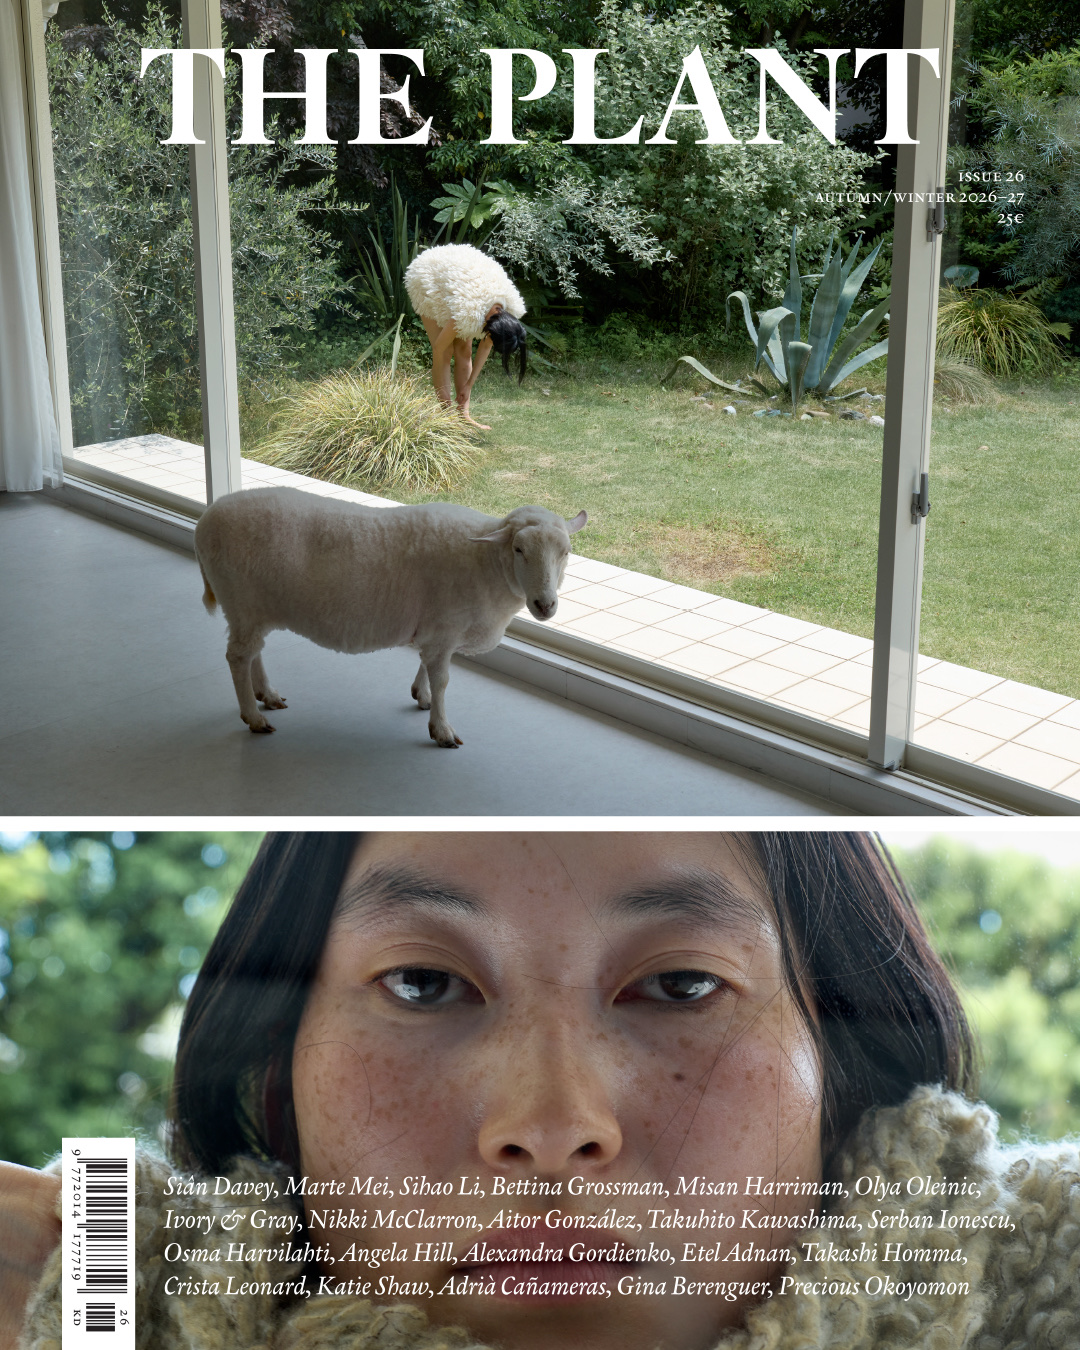 THE PLANT
ISSUE 26
AUTUMN/WINTER 2026–27
25€
Siân Davey, Marte Mei, Sihao Li, Bettina Grossman, Misan Harriman, Olya Oleinic,
Ivory & Gray, Nikki McClarron, Aitor González, Takuhito Kawashima, Serban Ionescu,
Osma Harvilahti, Angela Hill, Alexandra Gordienko, Etel Adnan, Takashi Homma,
Crista Leonard, Katie Shaw, Adrià Cañameras, Gina Berenguer, Precious Okoyomon
9 772014 177719
26
KD